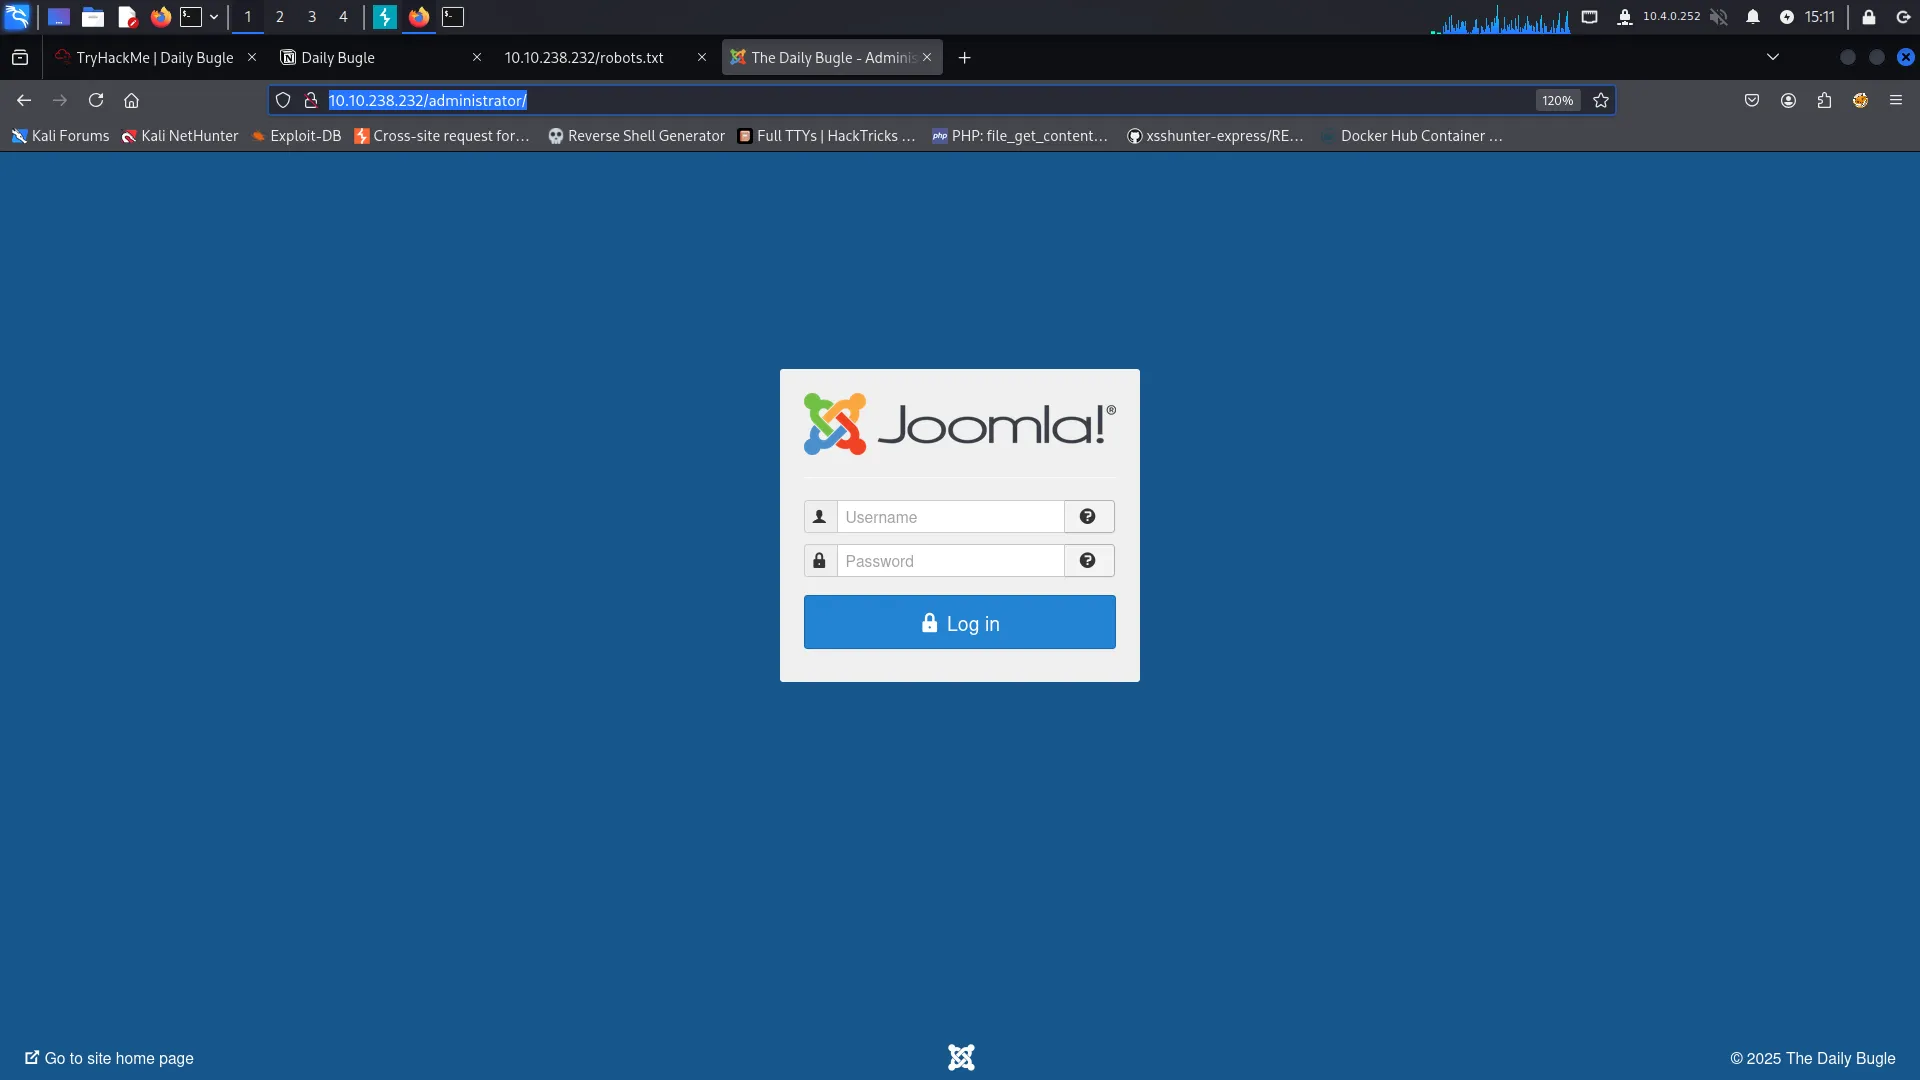 1 2 3 4 10.4.0.252 15:11
TryHackMe | Daily Bugle Daily Bugle 10.10.238.232/robots.txt The Daily Bugle - Adminis
10.10.238.232/administrator/ 120%
Kali Forums Kali NetHunter Exploit-DB Cross-site request for… Reverse Shell Generator Full TTYs | HackTricks … php PHP: file_get_content… xsshunter-express/RE… Docker Hub Container …
Joomla!®
Username
Password
Log in
Go to site home page © 2025 The Daily Bugle